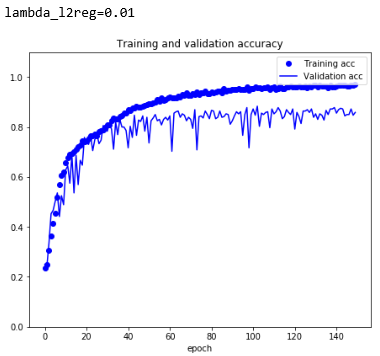 lambda_l2reg=0.01
Training and validation accuracy
Training acc
Validation acc
1.0
0.8
0.6
0.4
0.2
0.0
0 20 40 60 80 100 120 140
epoch